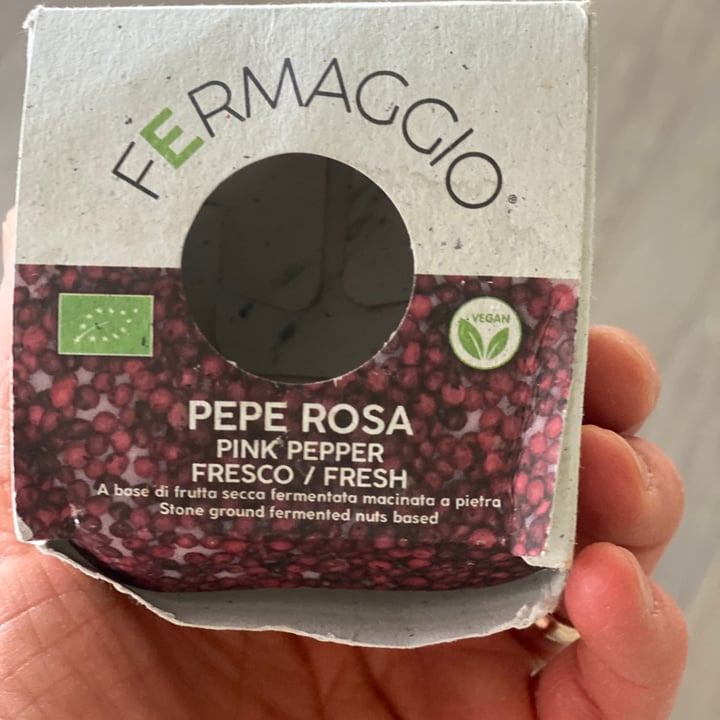 FERMAGGIO®
VEGAN
PEPE ROSA
PINK PEPPER
FRESCO / FRESH
A base di frutta secca fermentata macinata a pietra
Stone ground fermented nuts based